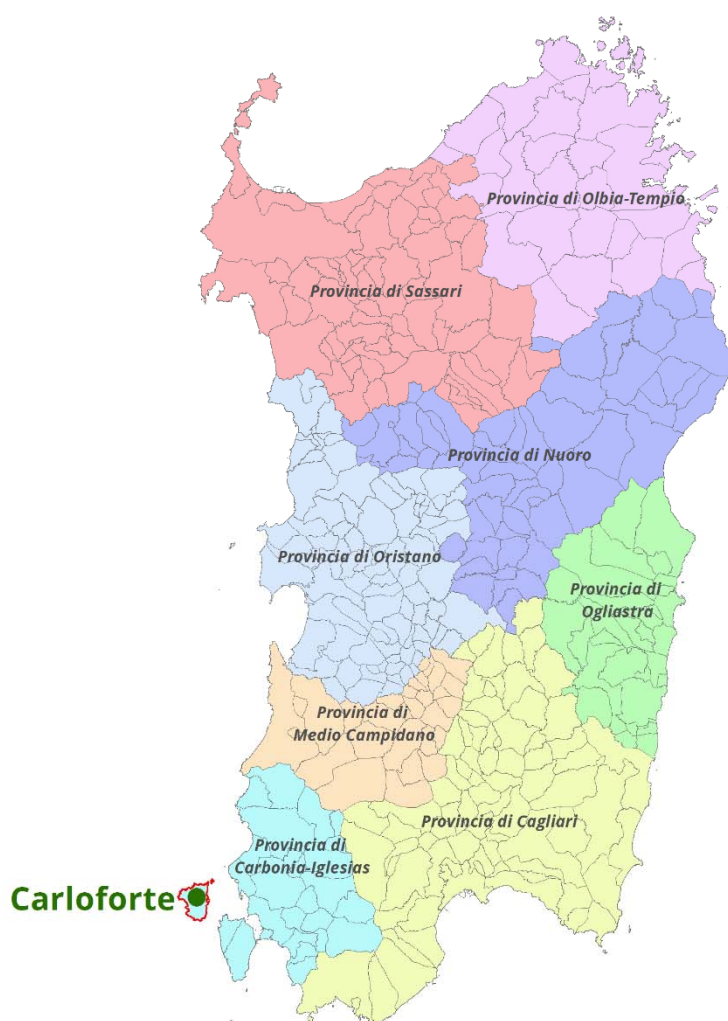 Provincia di Olbia-Tempio
Provincia di Sassari
Provincia di Nuoro
Provincia di Oristano
Provincia di
Ogliastra
Provincia di
Medio Campidano
Provincia di Cagliari
Provincia di
Carbonia-Iglesias
Carloforte